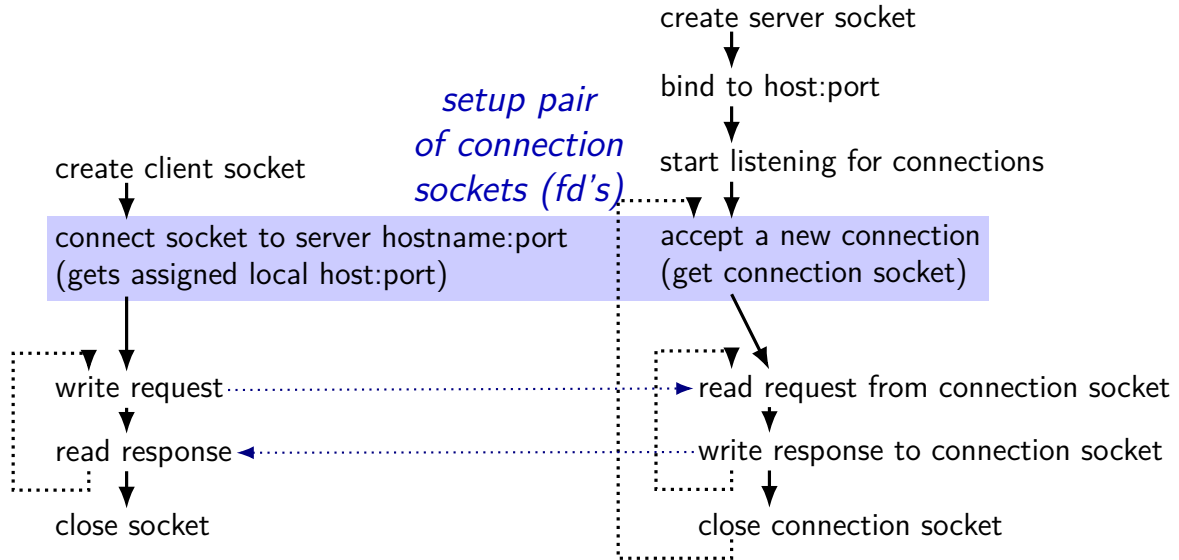 create server socket
bind to host:port
setup pair
of connection
sockets (fd's)
start listening for connections
create client socket
connect socket to server hostname:port
(gets assigned local host:port)
accept a new connection
(get connection socket)
write request
read request from connection socket
read response
write response to connection socket
close socket
close connection socket